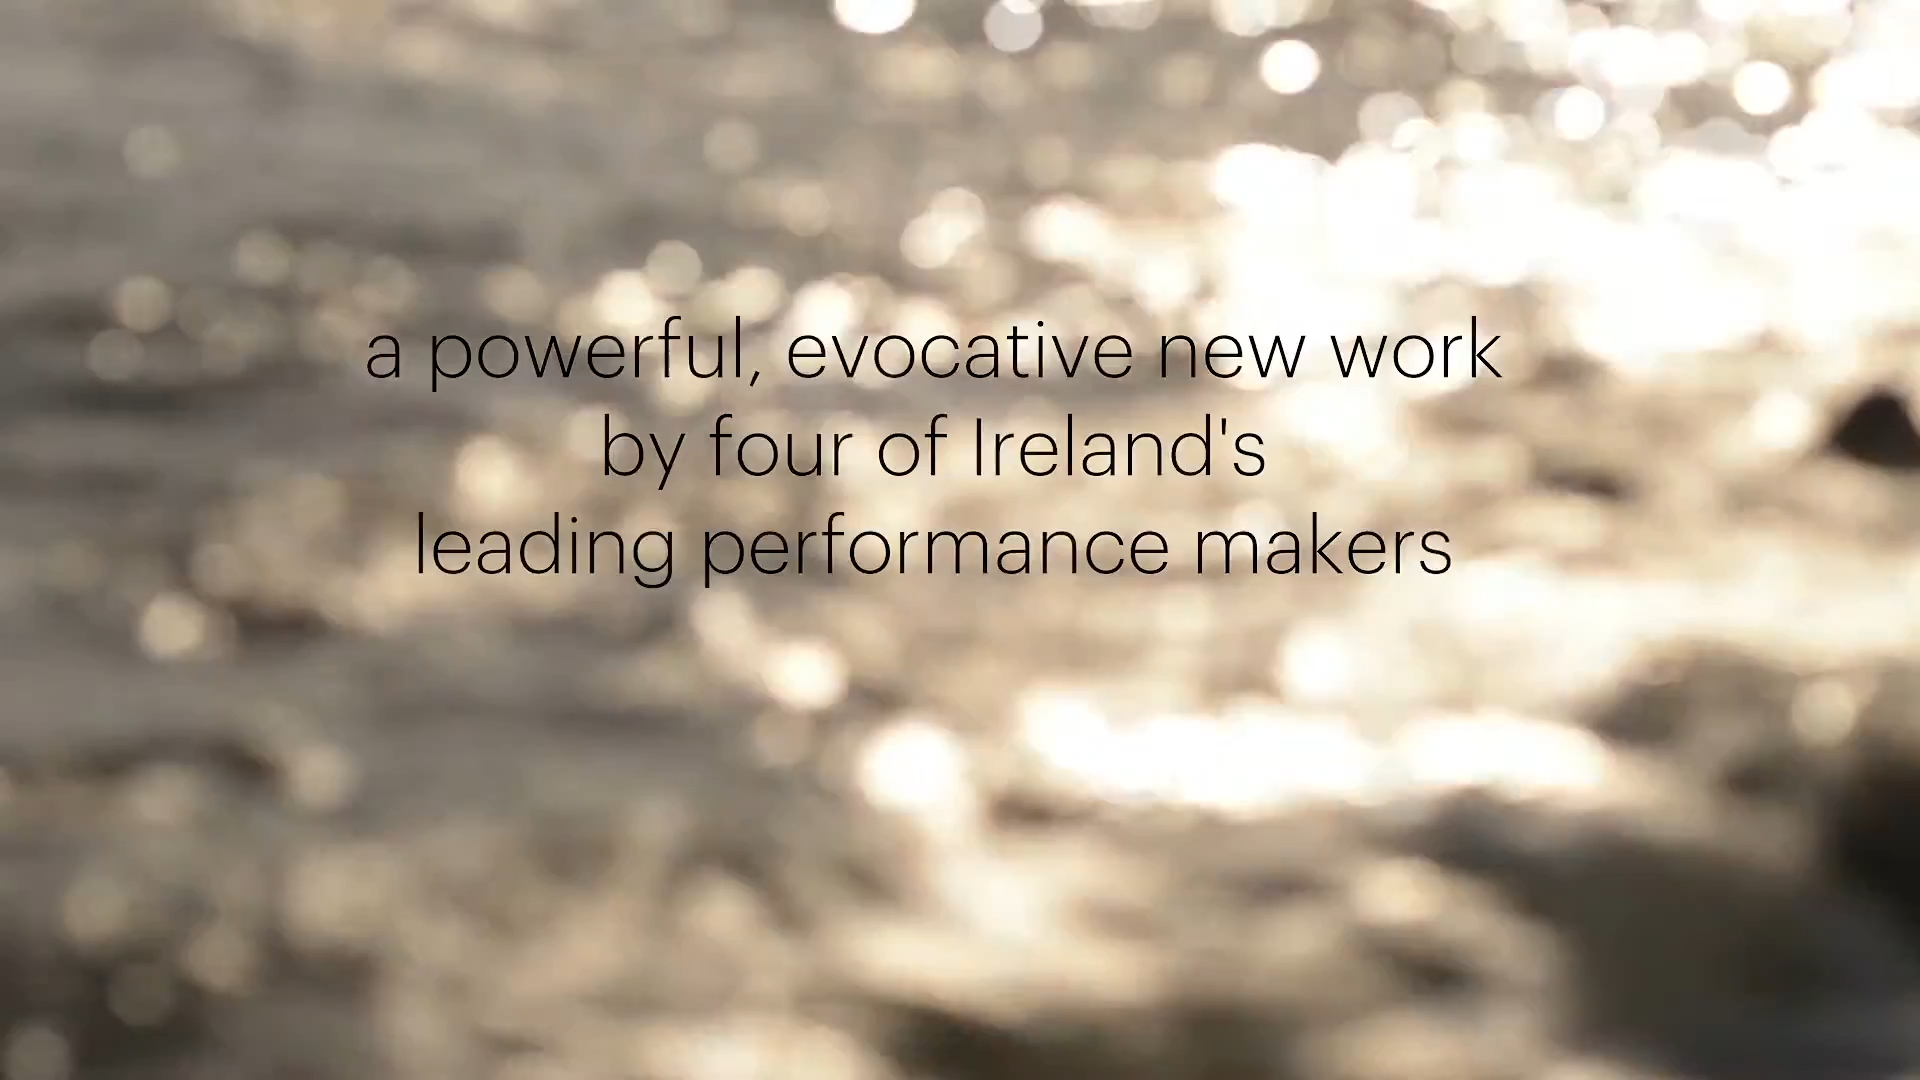 a powerful, evocative new work
by four of Ireland's
leading performance makers